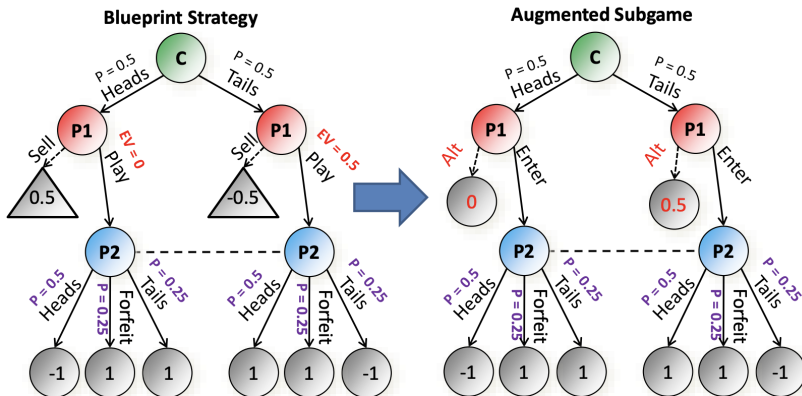 Blueprint Strategy
C
P = 0.5
Heads
P = 0.5
Tails
P1
P1
Sell
EV = 0
Play
Sell
EV = 0.5
Play
0.5
-0.5
P2
P2
P = 0.5
Heads
P = 0.25
Forfeit
P = 0.25
Tails
P = 0.5
Heads
P = 0.25
Forfeit
P = 0.25
Tails
-1
1
1
1
1
-1
Augmented Subgame
C
P = 0.5
Heads
P = 0.5
Tails
P1
P1
Alt
Enter
Alt
Enter
0
0.5
P2
P2
P = 0.5
Heads
P = 0.25
Forfeit
P = 0.25
Tails
P = 0.5
Heads
P = 0.25
Forfeit
P = 0.25
Tails
-1
1
1
1
1
-1